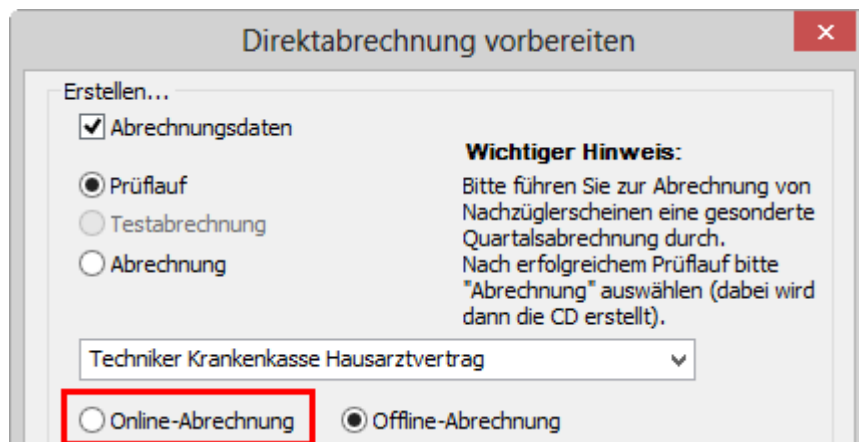 Direktabrechnung vorbereiten
Erstellen...
Abrechnungsdaten
Prüflauf
Testabrechnung
Abrechnung
Wichtiger Hinweis:
Bitte führen Sie zur Abrechnung von
Nachzüglerscheinen eine gesonderte
Quartalsabrechnung durch.
Nach erfolgreichem Prüflauf bitte
"Abrechnung" auswählen (dabei wird
dann die CD erstellt).
Techniker Krankenkasse Hausarztvertrag
Online-Abrechnung Offline-Abrechnung